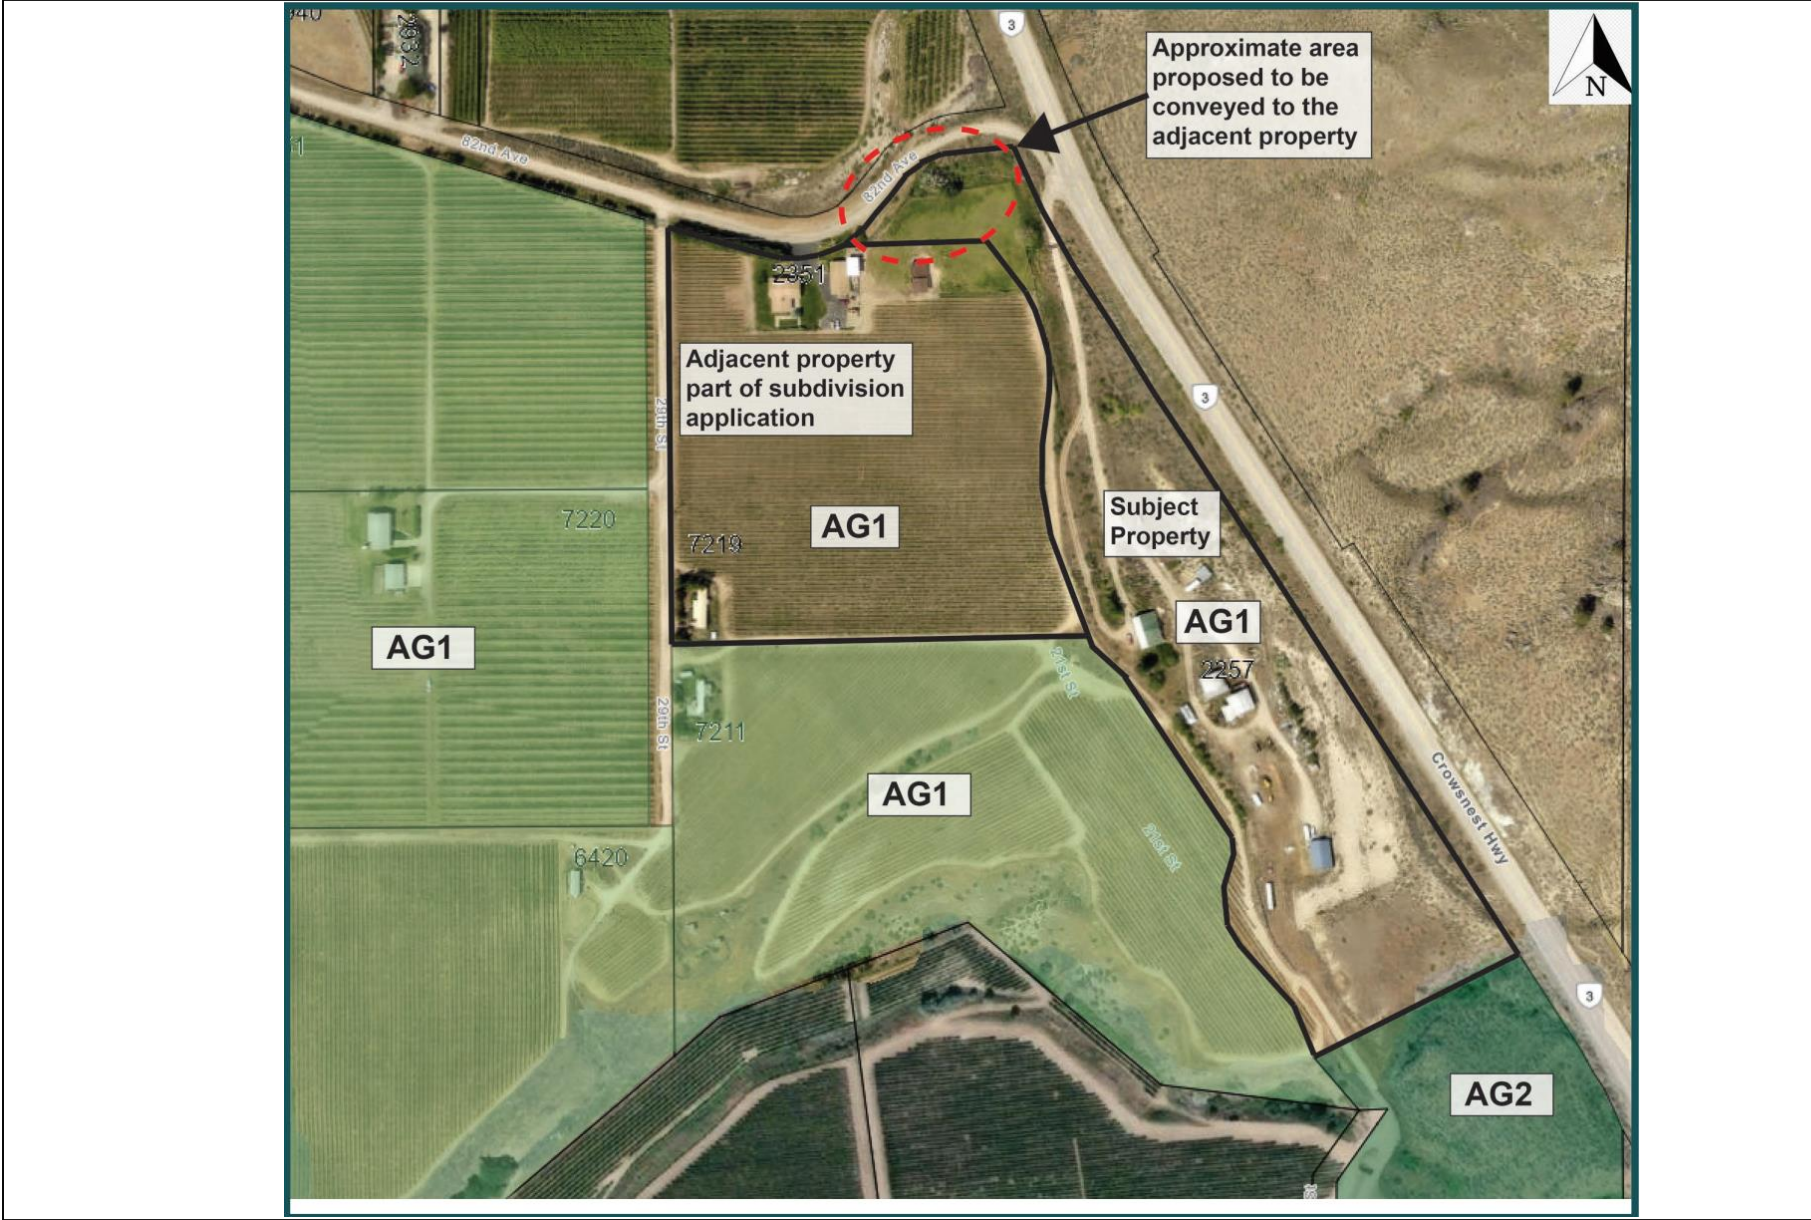 2932
3
Approximate area
proposed to be
conveyed to the
adjacent property
N
82nd Ave
82nd Ave
2351
Adjacent property
part of subdivision
application
29th St
3
7220
7219
AG1
Subject
Property
AG1
AG1
2257
21st St
29th St
7211
AG1
Crowsnest Hwy
21st St
6420
3
AG2